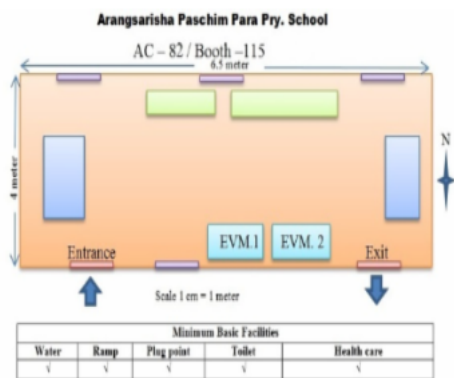 Arangsarisha Paschim Para Pry. School
AC – 82 / Booth –115
6.5 meter
4 meter
N
EVM.1 EVM. 2
Entrance Exit
Scale 1 cm = 1 meter
Minimum Basic Facilities
Water Ramp Plug point Toilet Health care
√ √ √ √ √